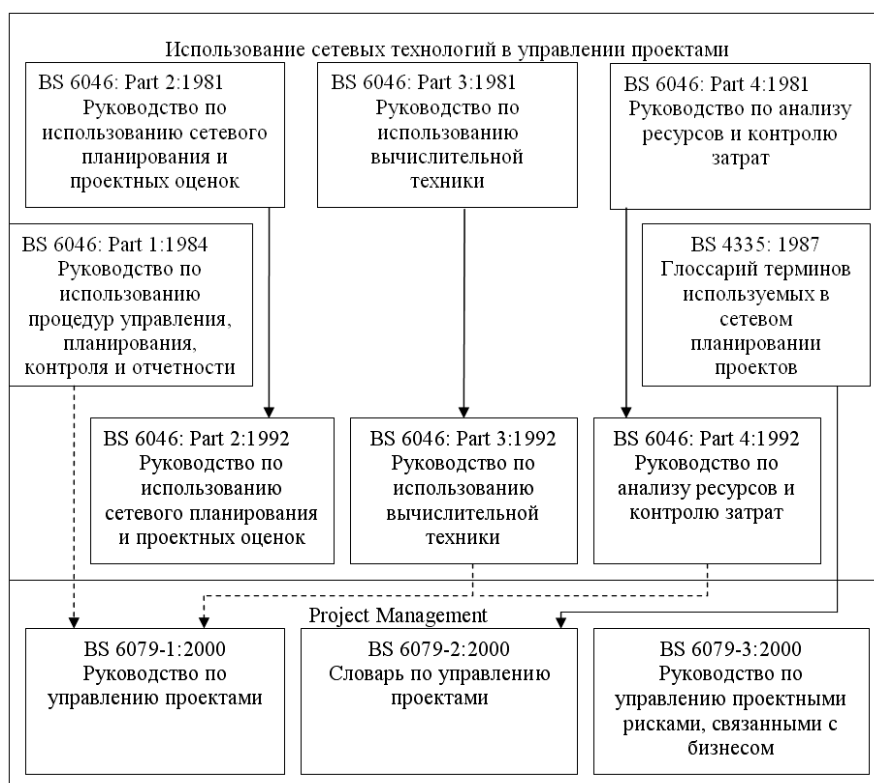 Использование сетевых технологий в управлении проектами
BS 6046: Part 2:1981
Руководство по
использованию сетевого
планирования и
проектных оценок
BS 6046: Part 3:1981
Руководство по
использованию
вычислительной
техники
BS 6046: Part 4:1981
Руководство по анализу
ресурсов и контролю
затрат
BS 6046: Part 1:1984
Руководство по
использованию
процедур управления,
планирования,
контроля и отчетности
BS 4335: 1987
Глоссарий терминов
используемых в
сетевом
планировании
проектов
BS 6046: Part 2:1992
Руководство по
использованию
сетевого планирования
и проектных оценок
BS 6046: Part 3:1992
Руководство по
использованию
вычислительной
техники
BS 6046: Part 4:1992
Руководство по
анализу ресурсов и
контролю затрат
Project Management
BS 6079-1:2000
Руководство по
управлению проектами
BS 6079-2:2000
Словарь по управлению
проектами
BS 6079-3:2000
Руководство по
управлению проектными
рисками, связанными с
бизнесом